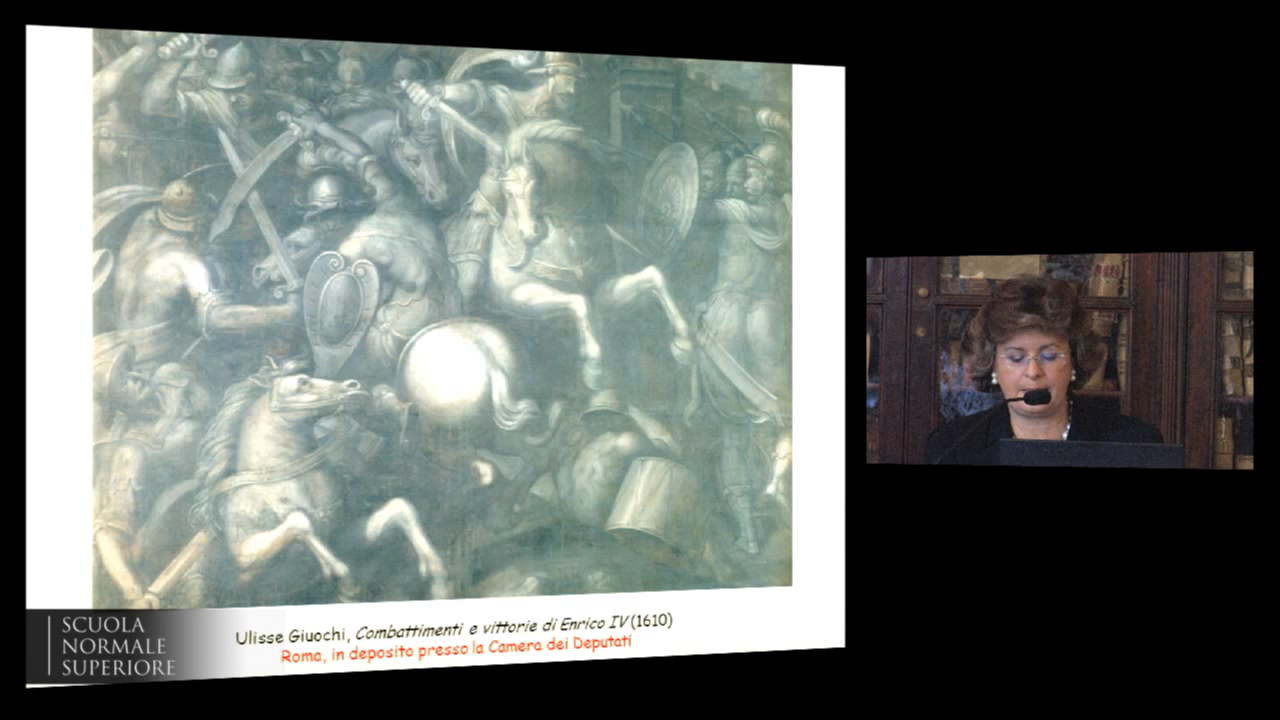 Ulisse Giuochi, Combattimenti e vittorie di Enrico IV (1610)
Roma, in deposito presso la Camera dei Deputati
SCUOLA
NORMALE
SUPERIORE